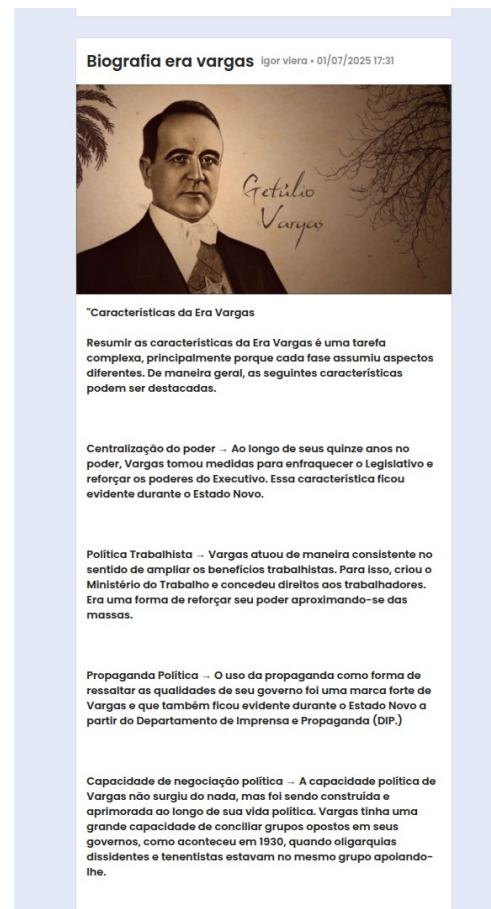 Biografia era vargas igor viera • 01/07/2025 17:31
Getúlio
Vargas
"Características da Era Vargas
Resumir as características da Era Vargas é uma tarefa
complexa, principalmente porque cada fase assumiu aspectos
diferentes. De maneira geral, as seguintes características
podem ser destacadas.
Centralização do poder → Ao longo de seus quinze anos no
poder, Vargas tomou medidas para enfraquecer o Legislativo e
reforçar os poderes do Executivo. Essa característica ficou
evidente durante o Estado Novo.
Política Trabalhista → Vargas atuou de maneira consistente no
sentido de ampliar os benefícios trabalhistas. Para isso, criou o
Ministério do Trabalho e concedeu direitos aos trabalhadores.
Era uma forma de reforçar seu poder aproximando-se das
massas.
Propaganda Política → O uso da propaganda como forma de
ressaltar as qualidades de seu governo foi uma marca forte de
Vargas e que também ficou evidente durante o Estado Novo a
partir do Departamento de Imprensa e Propaganda (DIP.)
Capacidade de negociação política → A capacidade política de
Vargas não surgiu do nada, mas foi sendo construída e
aprimorada ao longo de sua vida política. Vargas tinha uma
grande capacidade de conciliar grupos opostos em seus
governos, como aconteceu em 1930, quando oligarquias
dissidentes e tenentistas estavam no mesmo grupo apoiando-
lhe.